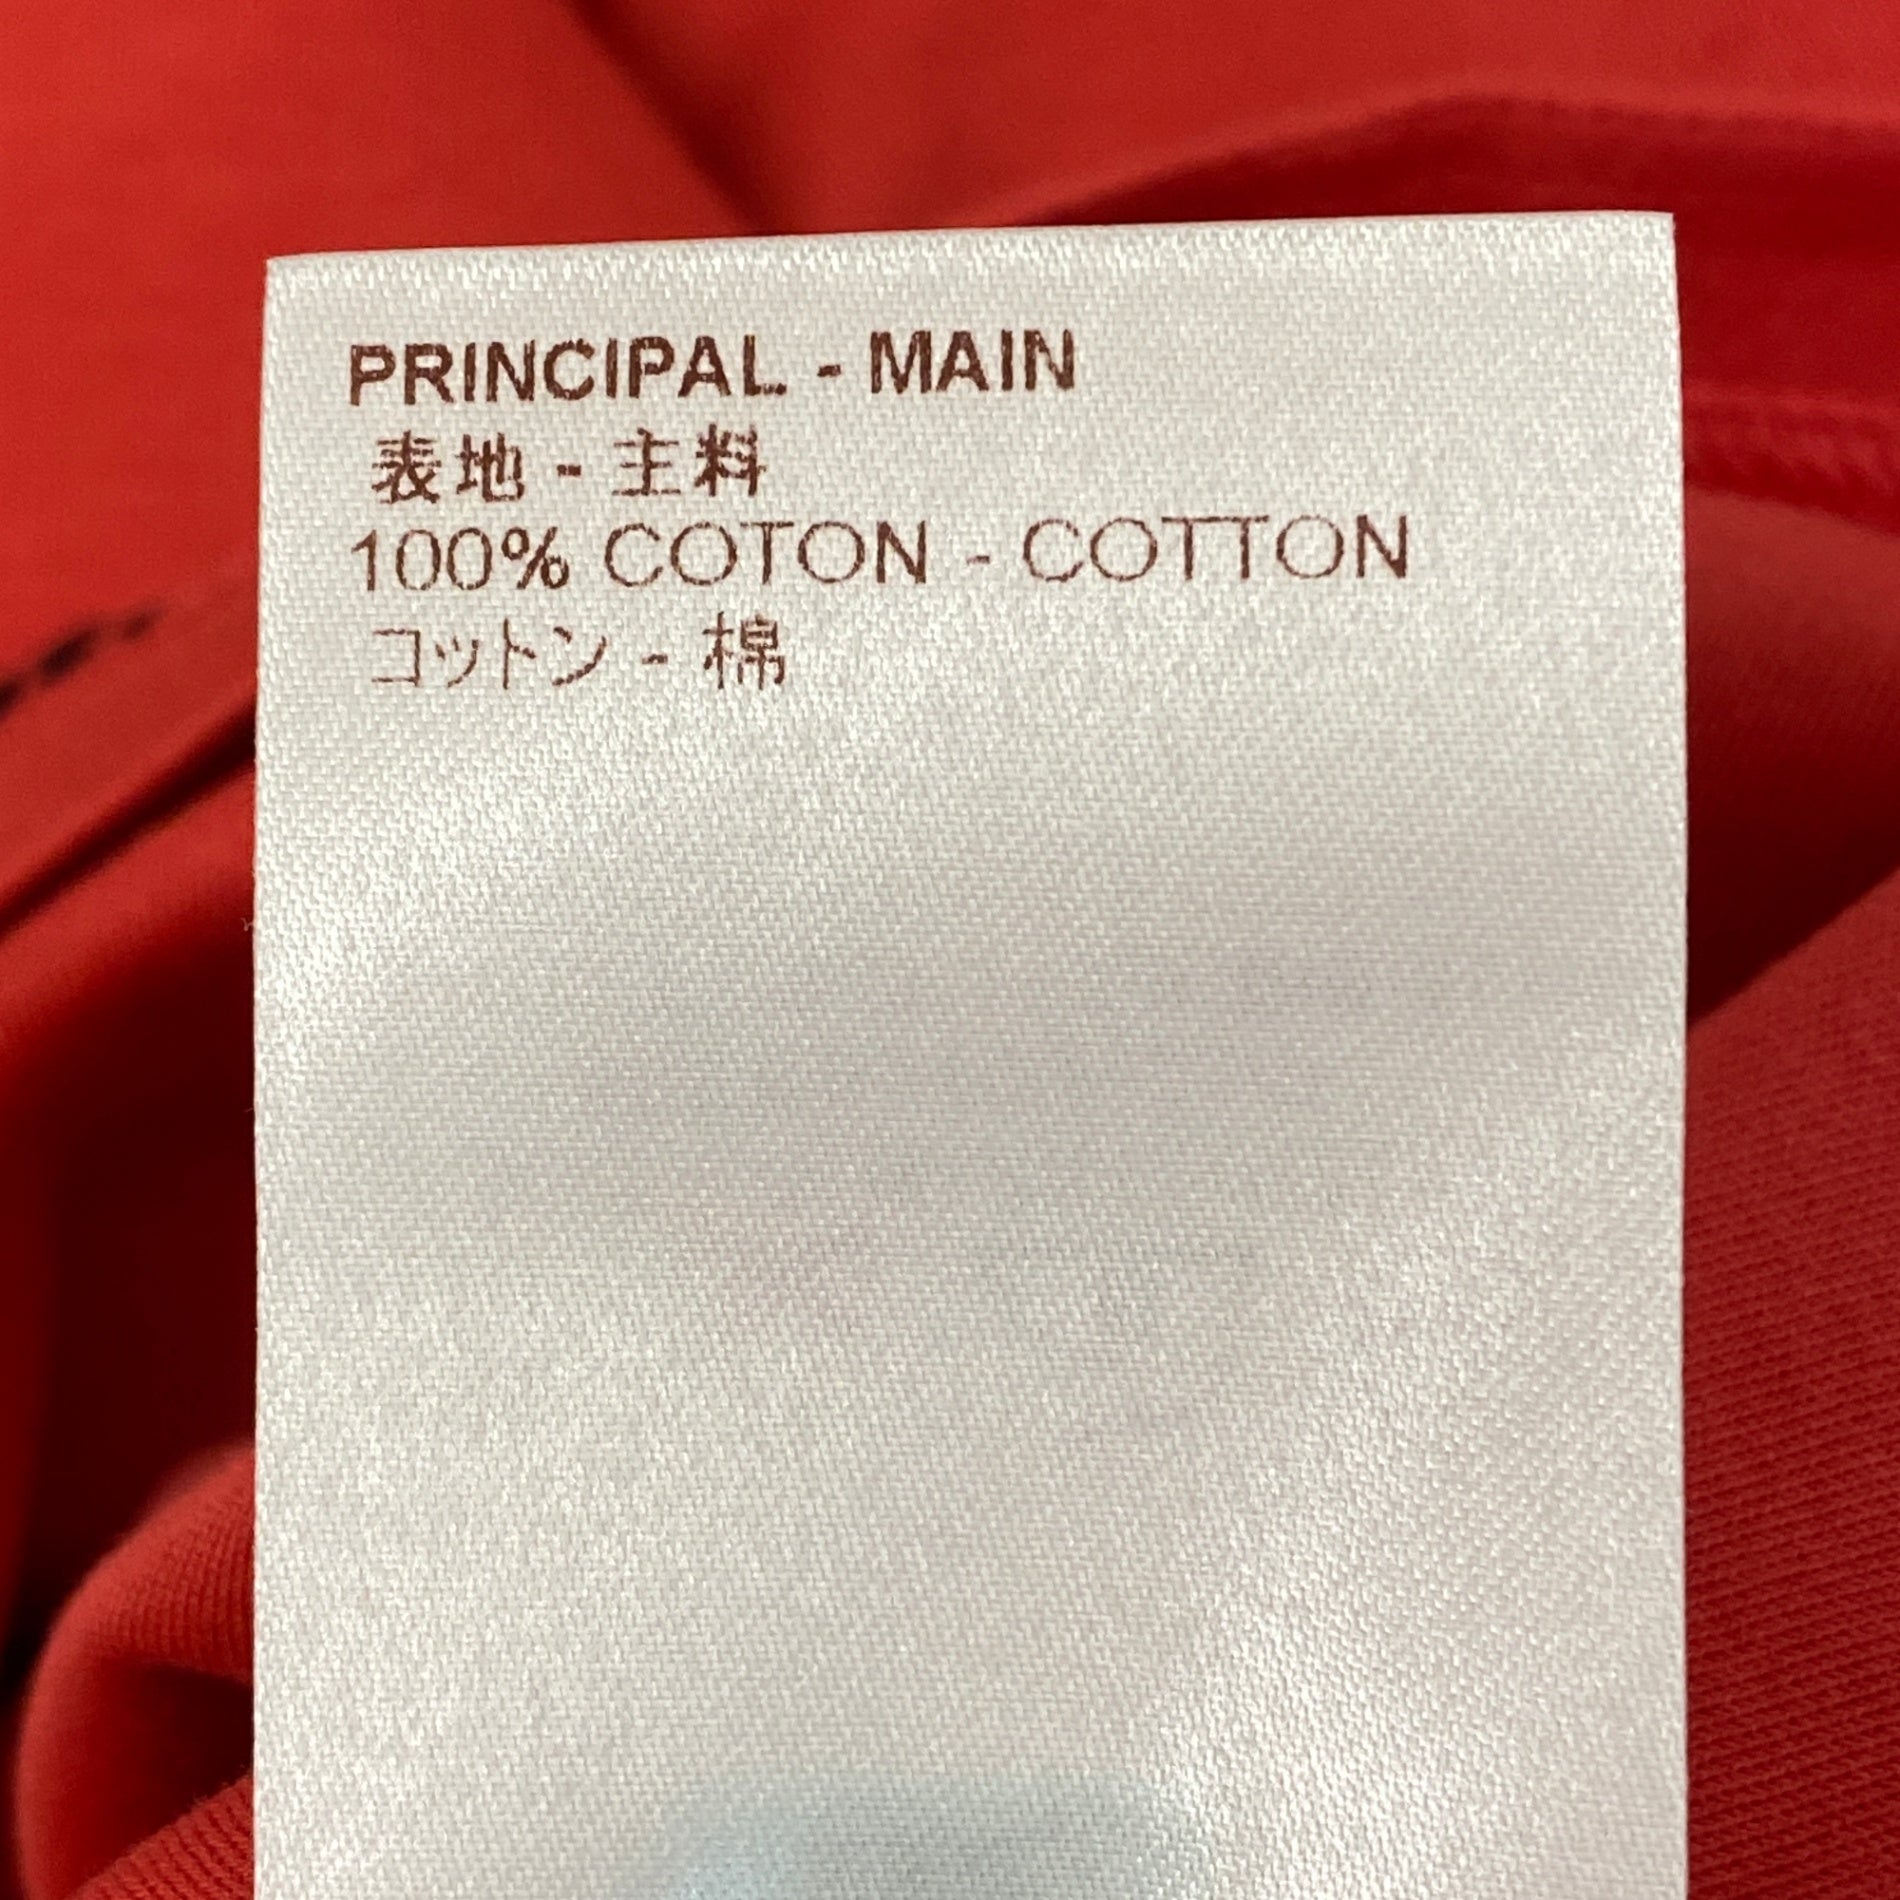 PRINCIPAL - MAIN
表地 - 主料
100% COTON - COTTON
コットン - 棉